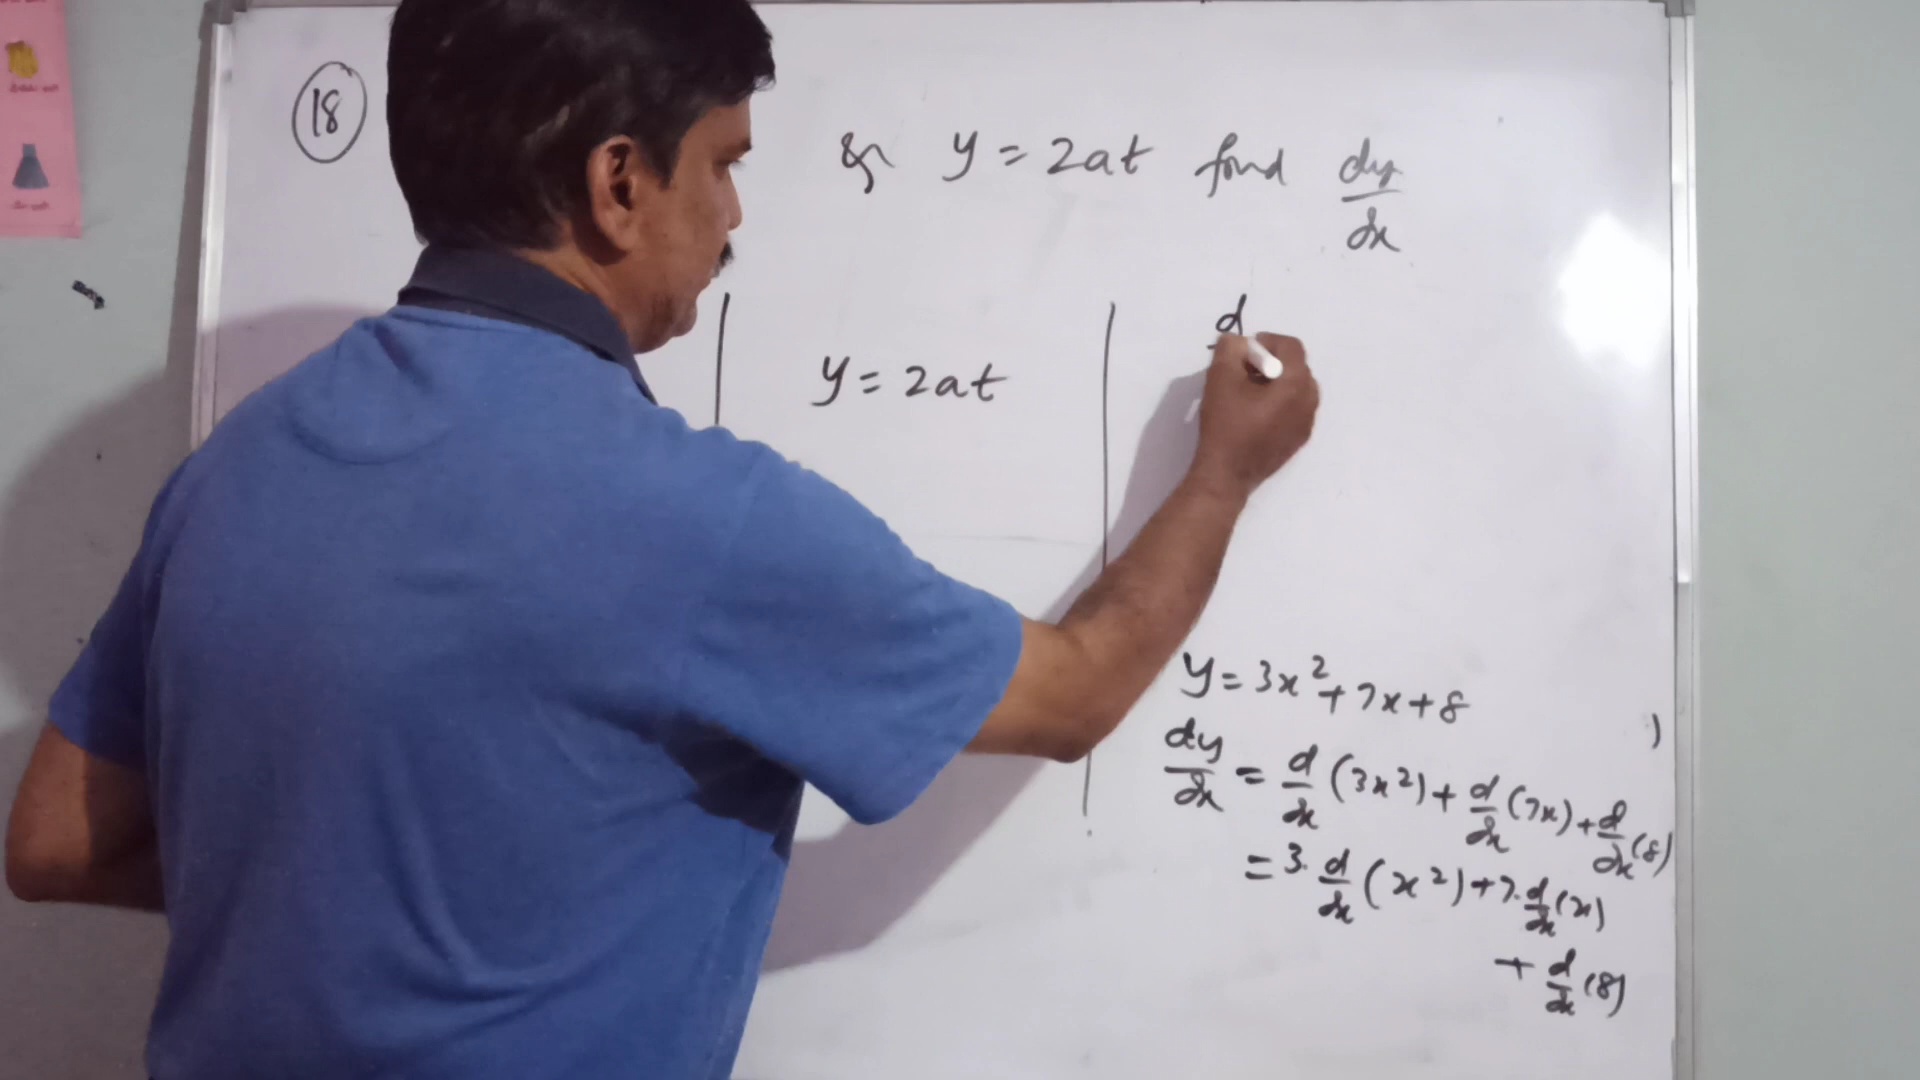 18
& y = 2at find dy/dx
y = 2at
d
y = 3x² + 7x + 8
dy/dx = d/dx (3x²) + d/dx (7x) + d/dx (8)
= 3. d/dx (x²) + 7. d/dx (x)
+ d/dx (8)